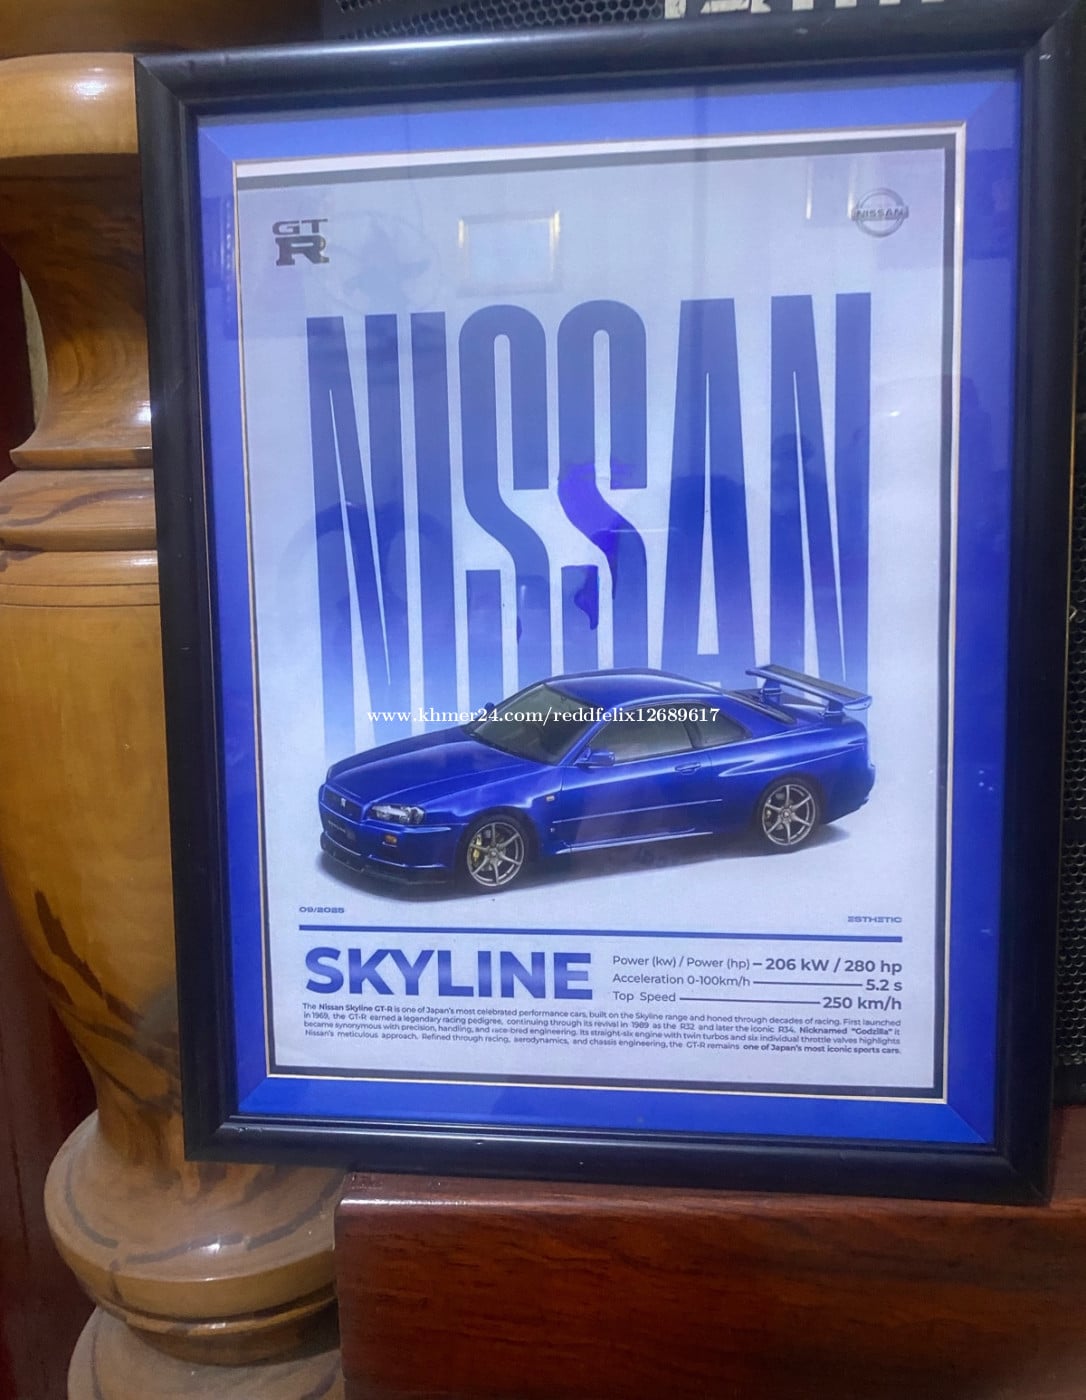 GT
R
NISSAN
NISSAN
www.khmer24.com/reddfelix12689617
09/2025
ESTHETIC
SKYLINE
Power (kw) / Power (hp) 206 kW / 280 hp
Acceleration 0-100km/h 5.2 s
Top Speed 250 km/h
The Nissan Skyline GT-R is one of Japan's most celebrated performance cars, built on the Skyline range and honed through decades of racing. First launched
in 1969, the GT-R earned a legendary racing pedigree, continuing through its revival in 1989 as the R32 and later the iconic R34. Nicknamed "Godzilla" it
became synonymous with precision, handling, and race-bred engineering. Its straight-six engine with twin turbos and six individual throttle valves highlights
Nissan's meticulous approach. Refined through racing, aerodynamics, and chassis engineering, the GT-R remains one of Japan's most iconic sports cars.